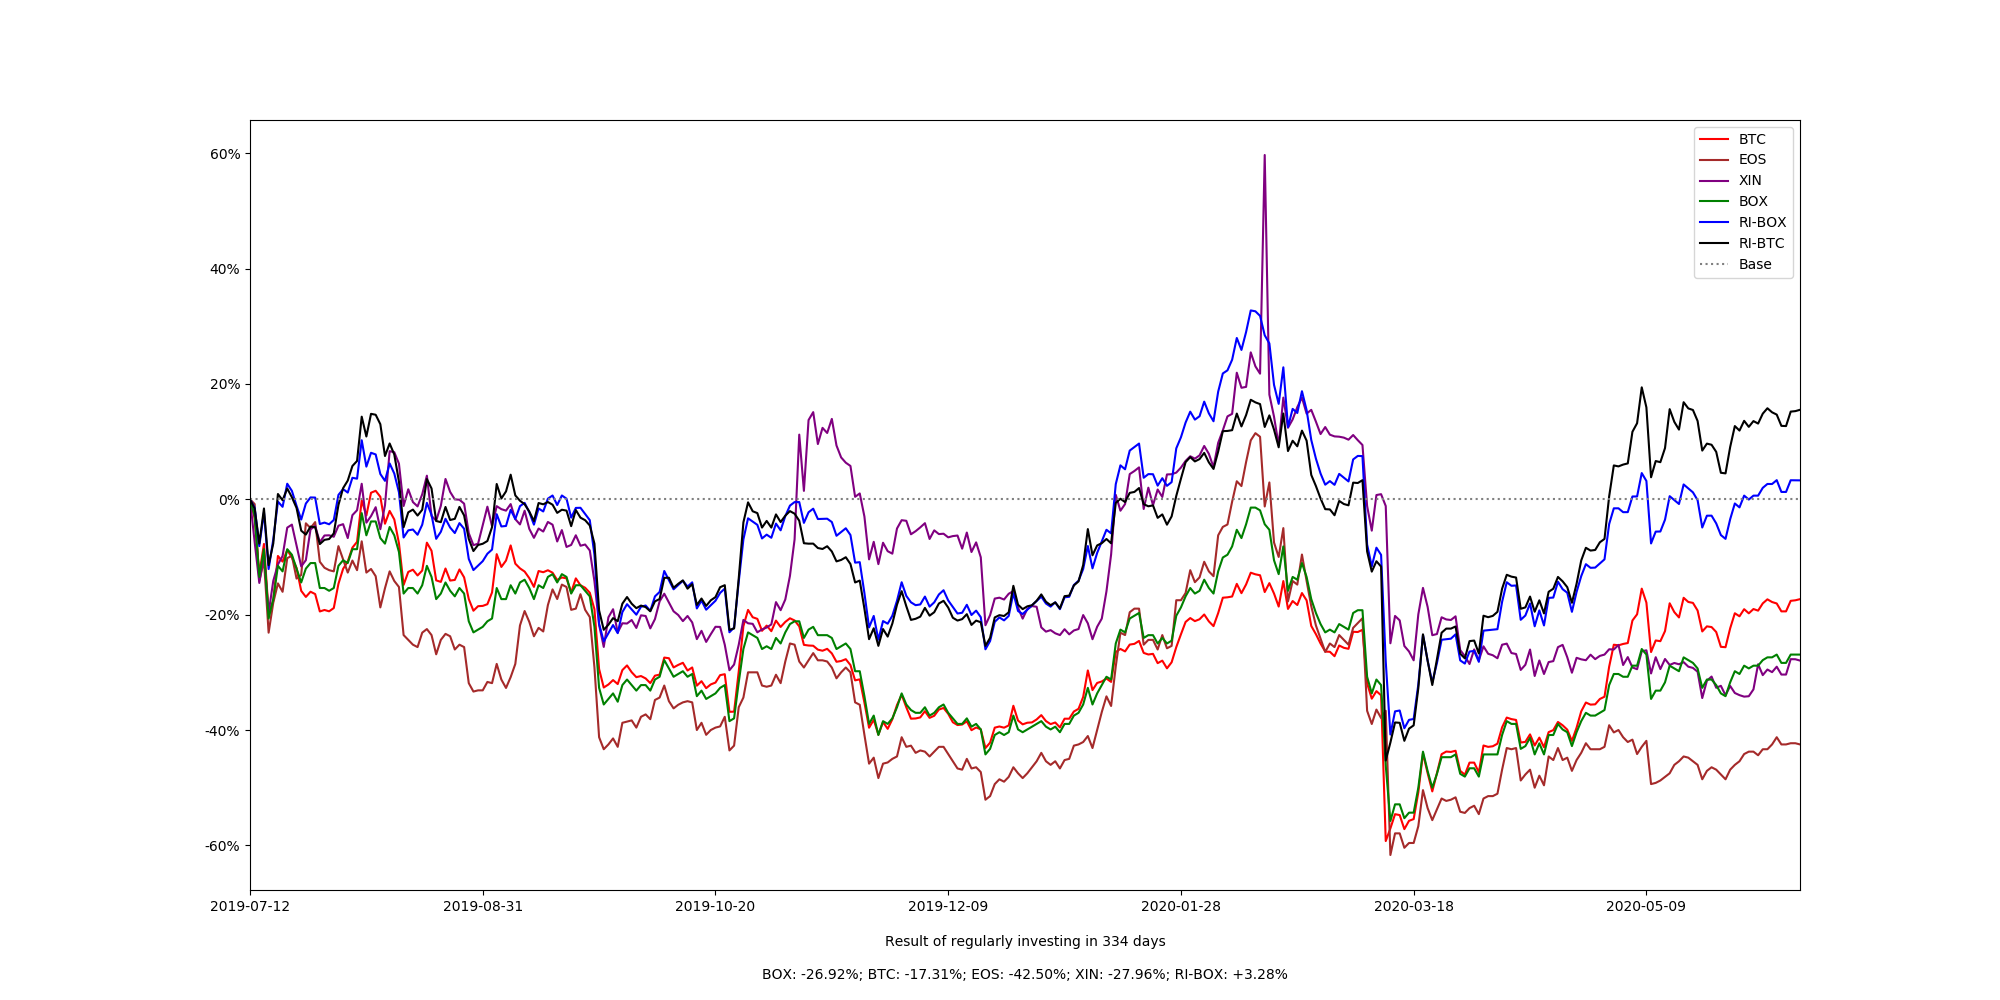 60%
40%
20%
0%
-20%
-40%
-60%
BTC
EOS
XIN
BOX
RI-BOX
RI-BTC
Base
2019-07-12 2019-08-31 2019-10-20 2019-12-09 2020-01-28 2020-03-18 2020-05-09
Result of regularly investing in 334 days
BOX: -26.92%; BTC: -17.31%; EOS: -42.50%; XIN: -27.96%; RI-BOX: +3.28%